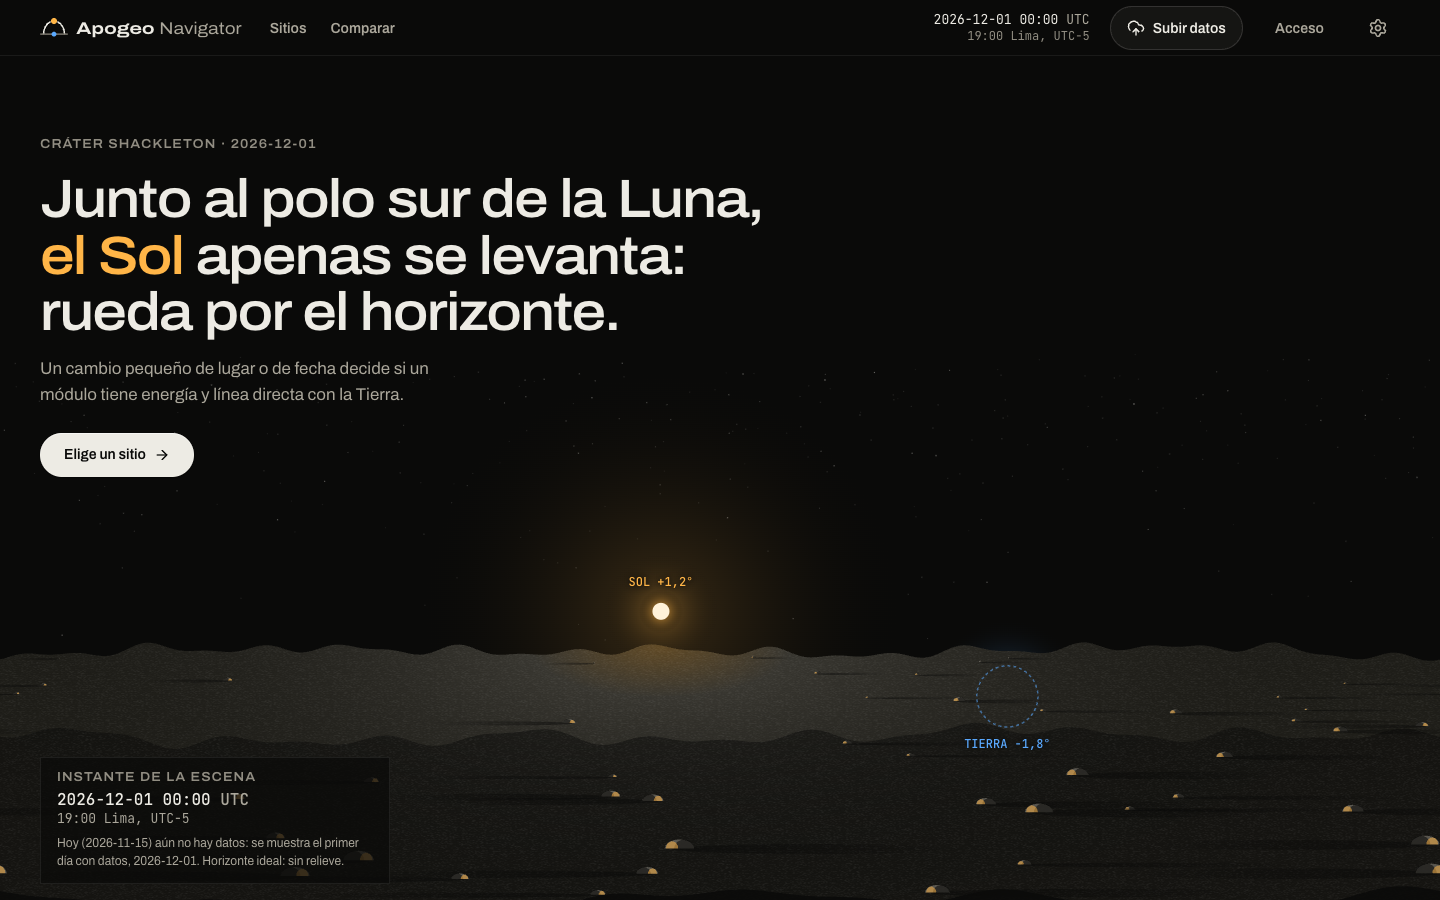 Apogeo Navigator
Sitios
Comparar
2026-12-01 00:00 UTC
19:00 Lima, UTC-5
Subir datos
Acceso
CRÁTER SHACKLETON · 2026-12-01
Junto al polo sur de la Luna,
el Sol apenas se levanta:
rueda por el horizonte.
Un cambio pequeño de lugar o de fecha decide si un
módulo tiene energía y línea directa con la Tierra.
Elige un sitio
SOL +1,2°
TIERRA -1,8°
INSTANTE DE LA ESCENA
2026-12-01 00:00 UTC
19:00 Lima, UTC-5
Hoy (2026-11-15) aún no hay datos: se muestra el primer
día con datos, 2026-12-01. Horizonte ideal: sin relieve.